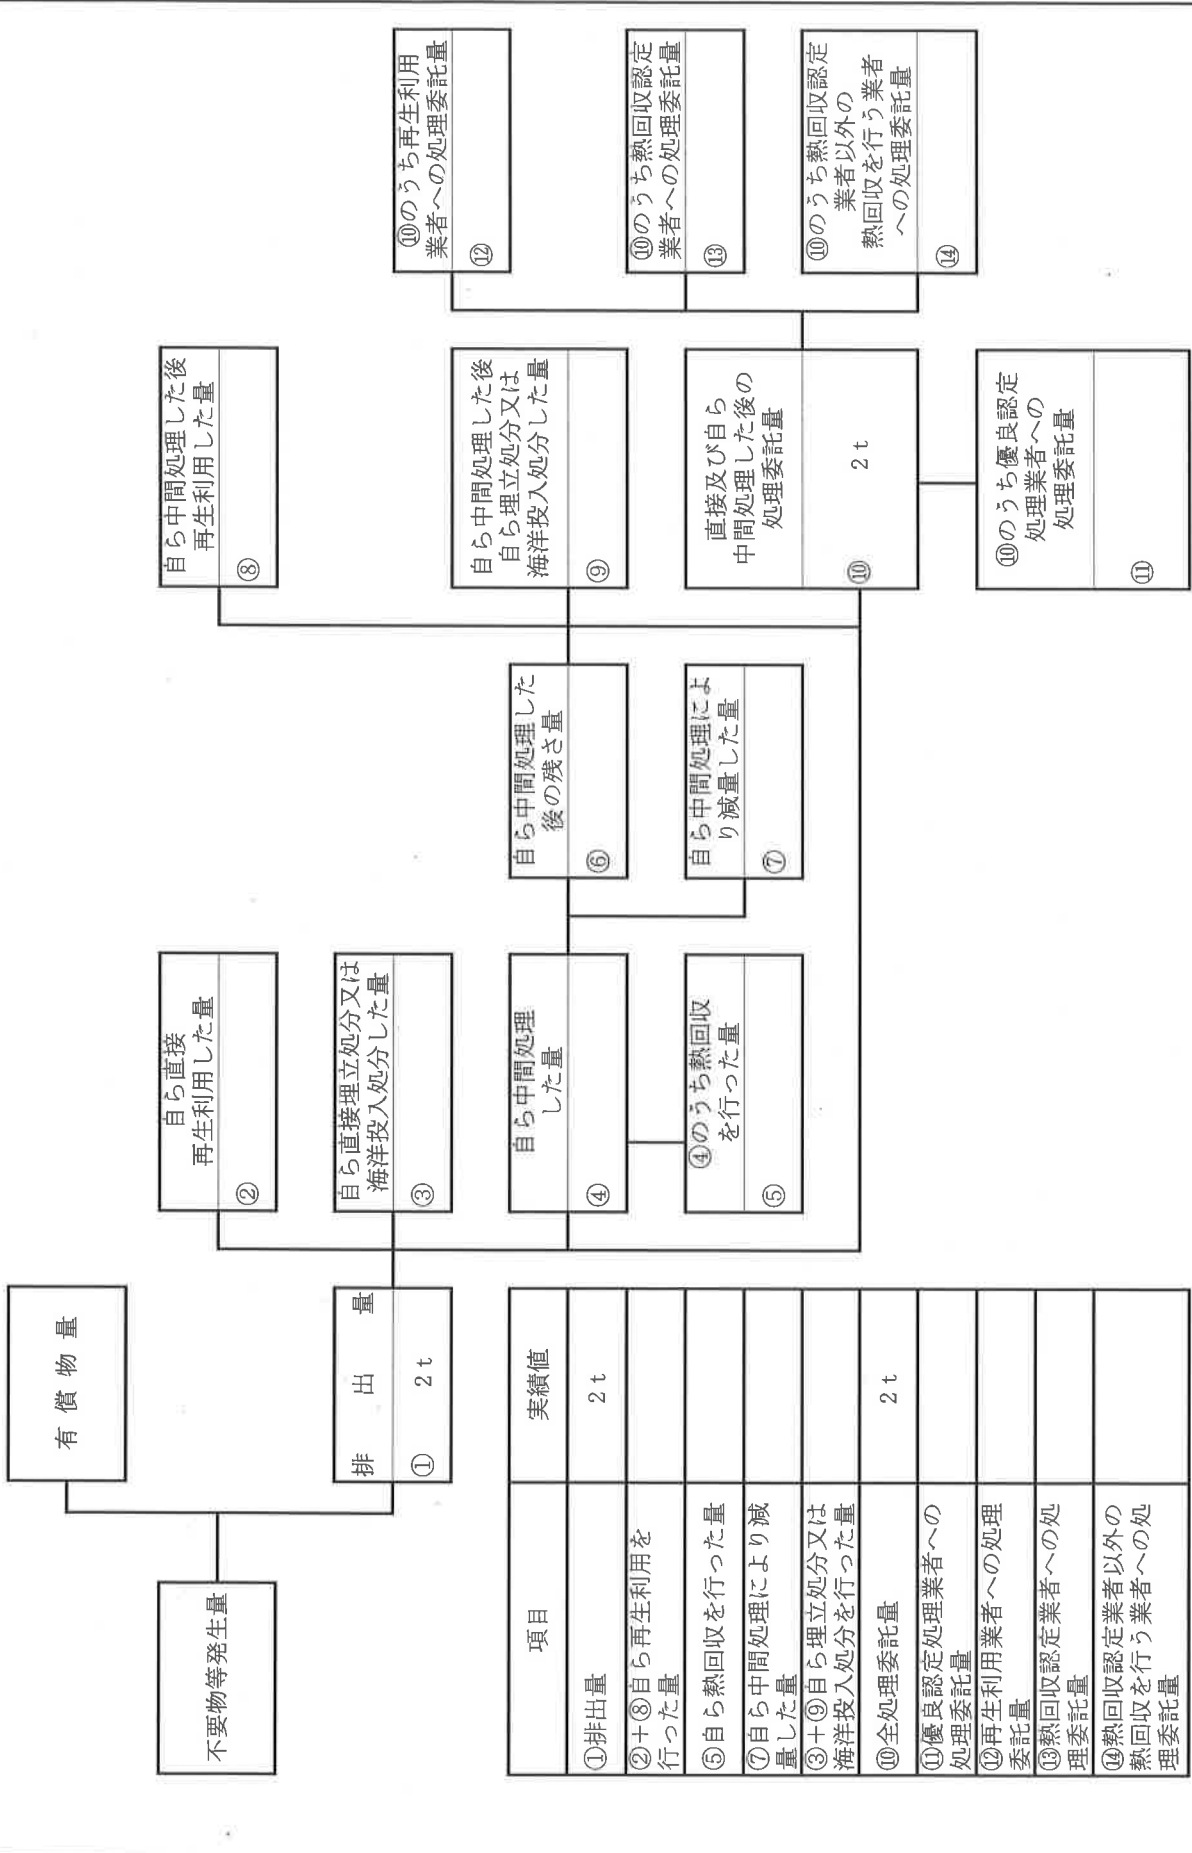 不要物等発生量
有償物量
排出量
① 2t
自ら直接
再生利用した量
②
自ら直接埋立処分又は
海洋投入処分した量
③
自ら中間処理
した量
④
④のうち熱回収
を行った量
⑤
自ら中間処理した
後の残さ量
⑥
自ら中間処理によ
り減量した量
⑦
自ら中間処理した後
再生利用した量
⑧
自ら中間処理した後
自ら埋立処分又は
海洋投入処分した量
⑨
直接及び自ら
中間処理した後の
処理委託量
⑩ 2t
⑩のうち優良認定
処理業者への
処理委託量
⑪
⑩のうち再生利用
業者への処理委託量
⑫
⑩のうち熱回収認定
業者への処理委託量
⑬
⑩のうち熱回収認定
業者以外の
熱回収を行う業者
への処理委託量
⑭
項目 実績値
①排出量 2t
②+⑧自ら再生利用を
行った量
⑤自ら熱回収を行った量
⑦自ら中間処理により減
量した量
③+⑨自ら埋立処分又は
海洋投入処分を行った量
⑩全処理委託量 2t
⑪優良認定処理業者への
処理委託量
⑫再生利用業者への処理
委託量
⑬熱回収認定業者への処
理委託量
⑭熱回収認定業者以外の
熱回収を行う業者への処
理委託量